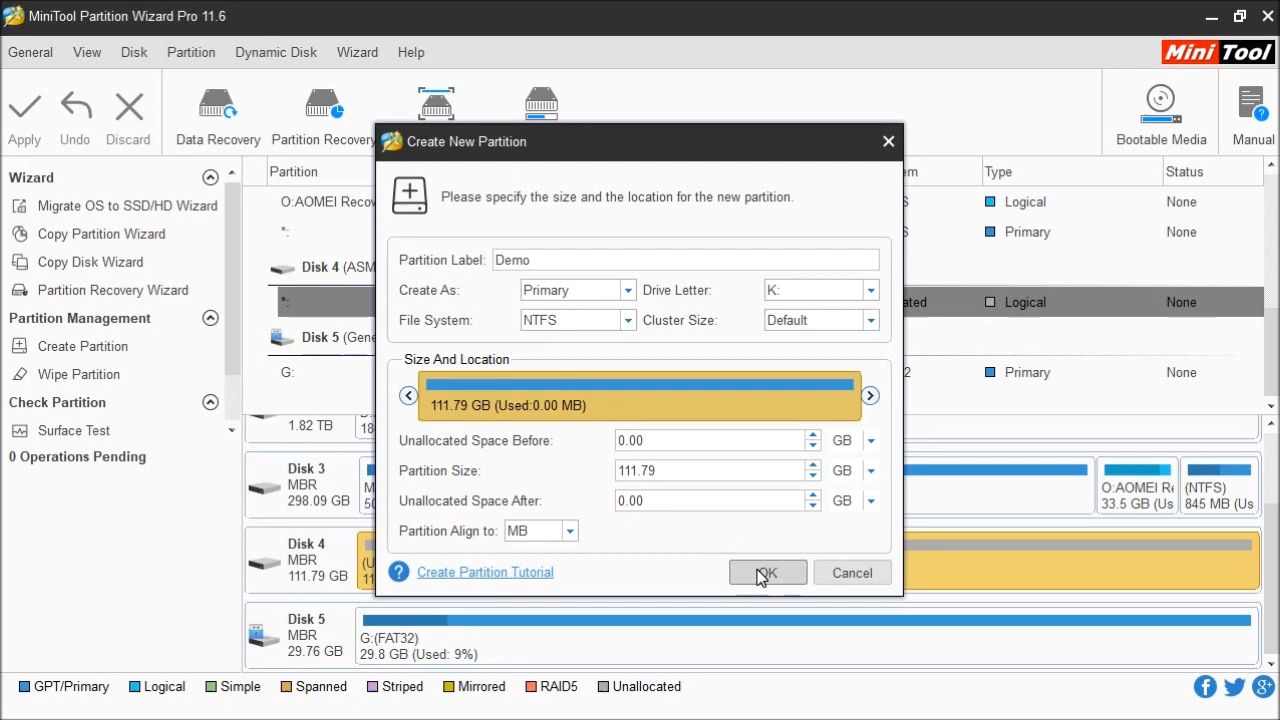 MiniTool Partition Wizard Pro 11.6
General View Disk Partition Dynamic Disk Wizard Help
Mini Tool
Apply Undo Discard Data Recovery Partition Recovery Bootable Media Manual
Wizard
Migrate OS to SSD/HD Wizard
Copy Partition Wizard
Copy Disk Wizard
Partition Recovery Wizard
Partition Management
Create Partition
Wipe Partition
Check Partition
Surface Test
0 Operations Pending
Partition Type Status
O:AOMEI Reco S Logical None
*: S Primary None
Disk 4 (ASM
*: ated Logical None
Disk 5 (Gene
G: 2 Primary None
Create New Partition
Please specify the size and the location for the new partition.
Partition Label: Demo
Create As: Primary Drive Letter: K:
File System: NTFS Cluster Size: Default
Size And Location
111.79 GB (Used:0.00 MB)
Unallocated Space Before: 0.00 GB
Partition Size: 111.79 GB
Unallocated Space After: 0.00 GB
Partition Align to: MB
Create Partition Tutorial
OK Cancel
1.82 TB
Disk 3
MBR
298.09 GB
O:AOMEI Re
33.5 GB (Us
(NTFS)
845 MB (Us
Disk 4
MBR
111.79 GB
(U
11
Disk 5
MBR
29.76 GB
G:(FAT32)
29.8 GB (Used: 9%)
GPT/Primary Logical Simple Spanned Striped Mirrored RAID5 Unallocated